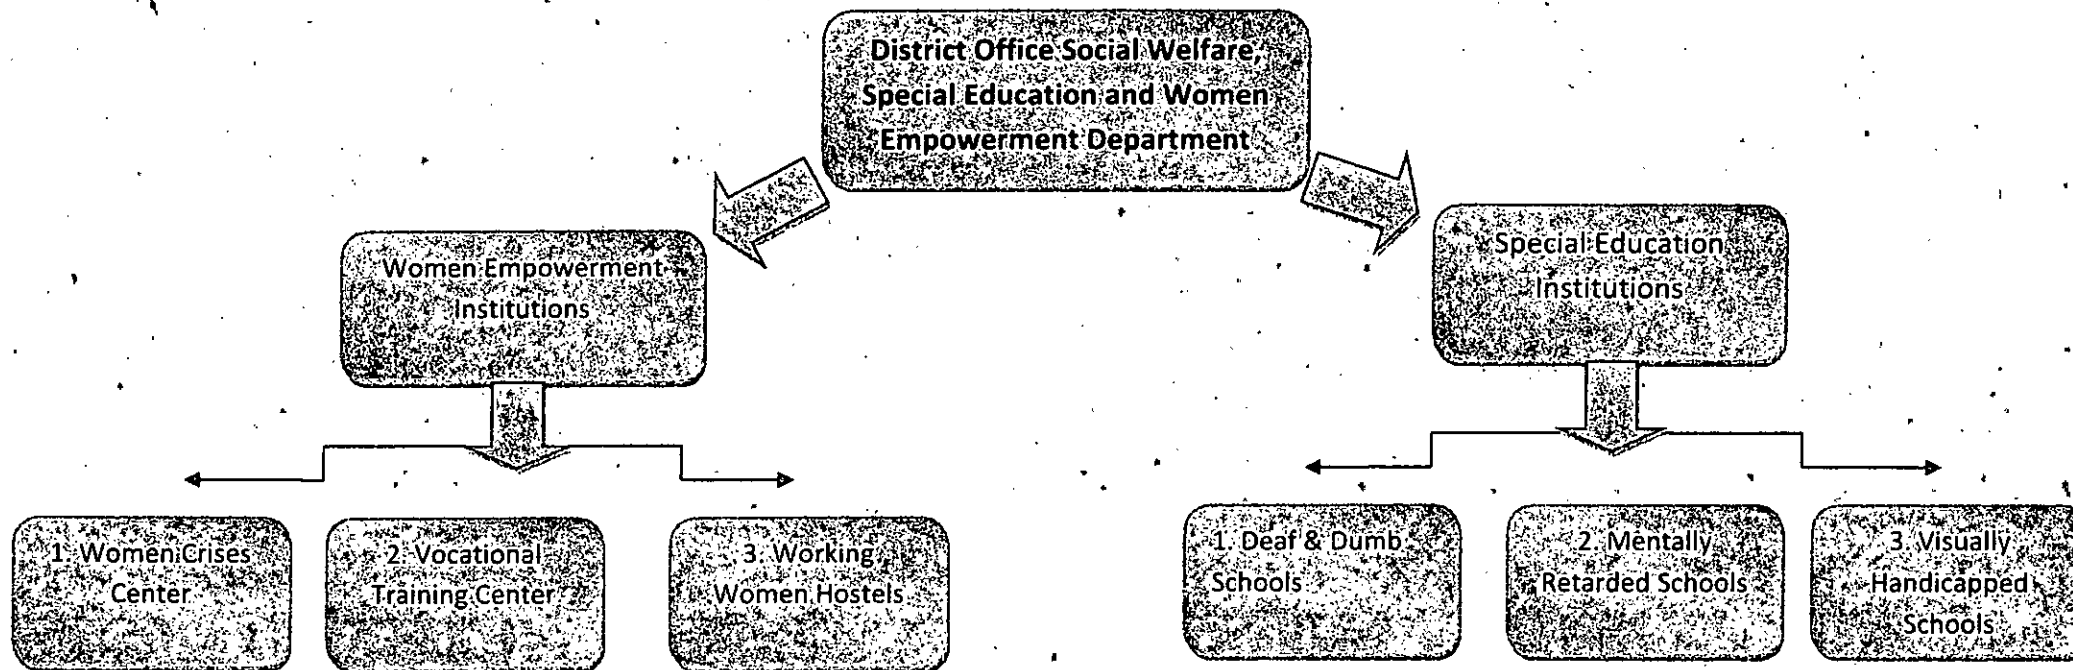 District Office Social Welfare,
Special Education and Women
Empowerment Department
Women Empowerment
Institutions
Special Education
Institutions
1. Women Crises
Center
2. Vocational
Training Center
3. Working
Women Hostels
1. Deaf & Dumb
Schools
2. Mentally
Retarded Schools
3. Visually
Handicapped
Schools